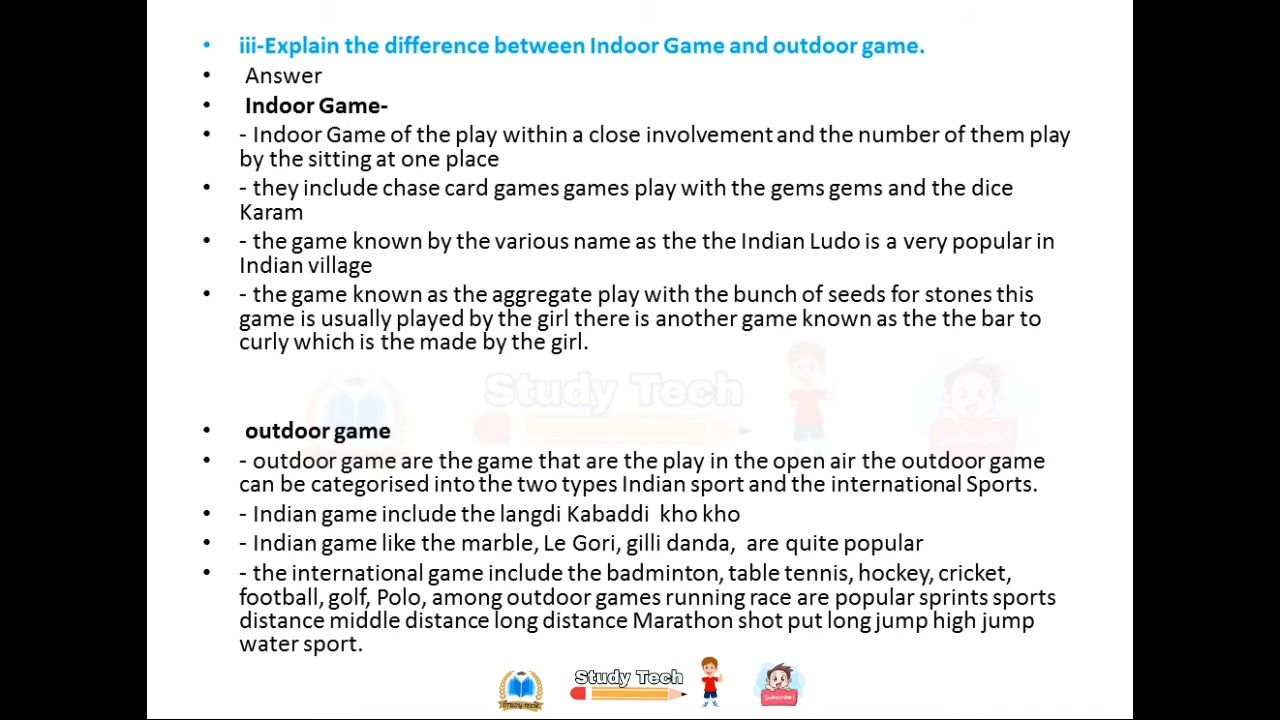 • iii-Explain the difference between Indoor Game and outdoor game.
• Answer
• Indoor Game-
• - Indoor Game of the play within a close involvement and the number of them play
by the sitting at one place
• - they include chase card games games play with the gems gems and the dice
Karam
• - the game known by the various name as the the Indian Ludo is a very popular in
Indian village
• - the game known as the aggregate play with the bunch of seeds for stones this
game is usually played by the girl there is another game known as the the bar to
curly which is the made by the girl.
Study Tech
• outdoor game
• - outdoor game are the game that are the play in the open air the outdoor game
can be categorised into the two types Indian sport and the international Sports.
• - Indian game include the langdi Kabaddi kho kho
• - Indian game like the marble, Le Gori, gilli danda, are quite popular
• - the international game include the badminton, table tennis, hockey, cricket,
football, golf, Polo, among outdoor games running race are popular sprints sports
distance middle distance long distance Marathon shot put long jump high jump
water sport.
STUDY TECH
Study Tech
Subscribe!